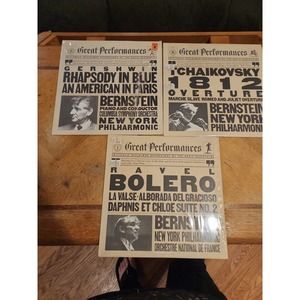 Great Performances
GERSHWIN
RHAPSODY IN BLUE
AN AMERICAN IN PARIS
BERNSTEIN
PIANO AND CONDUCTOR
COLUMBIA SYMPHONY ORCHESTRA
NEW YORK
PHILHARMONIC
Great Performances
TCHAIKOVSKY
1812
OVERTURE
MARCHE SLAVE, ROMEO AND JULIET OVERTURE
BERNSTEIN
NEW YORK
PHILHARMONIC
Great Performances
RAVEL
BOLERO
LA VALSE·ALBORADA DEL GRACIOSO
DAPHNIS ET CHLOE SUITE NO. 2
BERNSTEIN
NEW YORK PHILHARMONIC
ORCHESTRE NATIONAL DE FRANCE